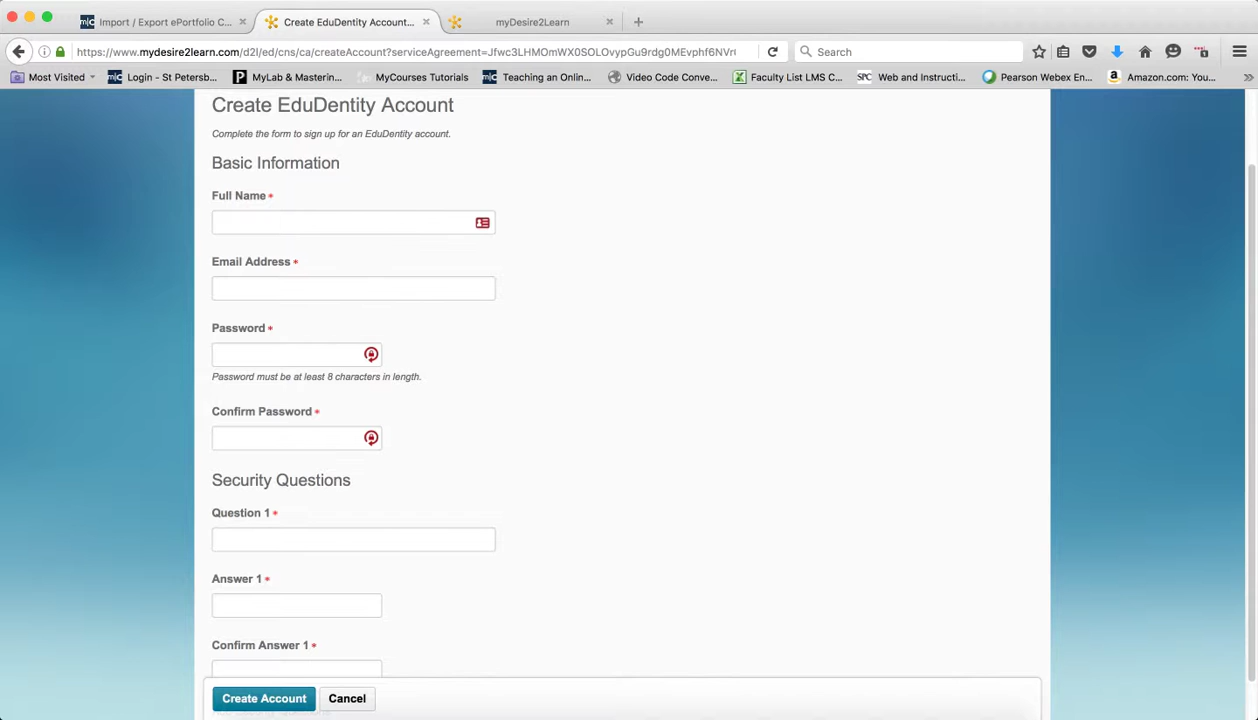 m|c Import / Export ePortfolio C...
Create EduDentity Account...
myDesire2Learn
https://www.mydesire2learn.com/d2l/ed/cns/ca/createAccount?serviceAgreement=Jfwc3LHMOmWX0SOLOvypGu9rdg0MEvphf6NVr
Search
Most Visited
m|c Login - St Petersb...
P MyLab & Masterin...
MyCourses Tutorials
m|c Teaching an Online...
Video Code Conve...
Faculty List LMS C...
SPC Web and Instructi...
Pearson Webex En...
a Amazon.com: You...
Create EduDentity Account
Complete the form to sign up for an EduDentity account.
Basic Information
Full Name *
Email Address *
Password *
Password must be at least 8 characters in length.
Confirm Password *
Security Questions
Question 1 *
Answer 1 *
Confirm Answer 1 *
Create Account
Cancel